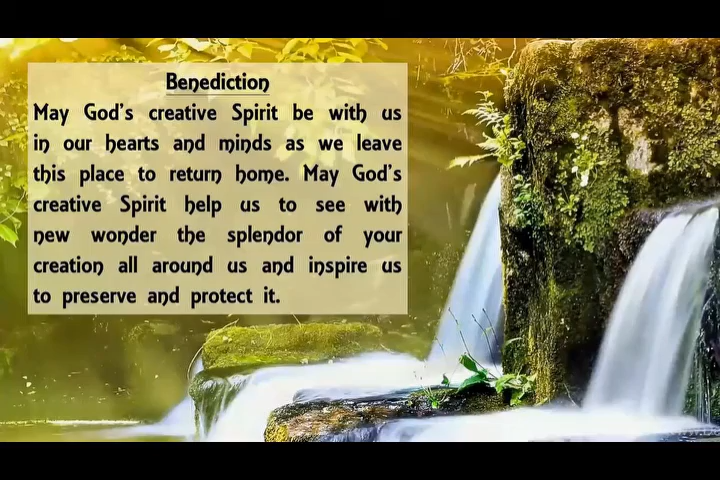 Benediction
May God's creative Spirit be with us
in our hearts and minds as we leave
this place to return home. May God's
creative Spirit help us to see with
new wonder the splendor of your
creation all around us and inspire us
to preserve and protect it.